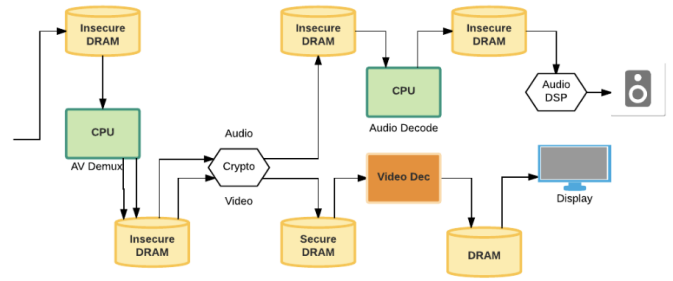 Insecure
DRAM
Insecure
DRAM
Insecure
DRAM
CPU
Audio
DSP
CPU
Audio Decode
Audio
AV Demux
Crypto
Video Dec
Video
Display
Insecure
DRAM
Secure
DRAM
DRAM